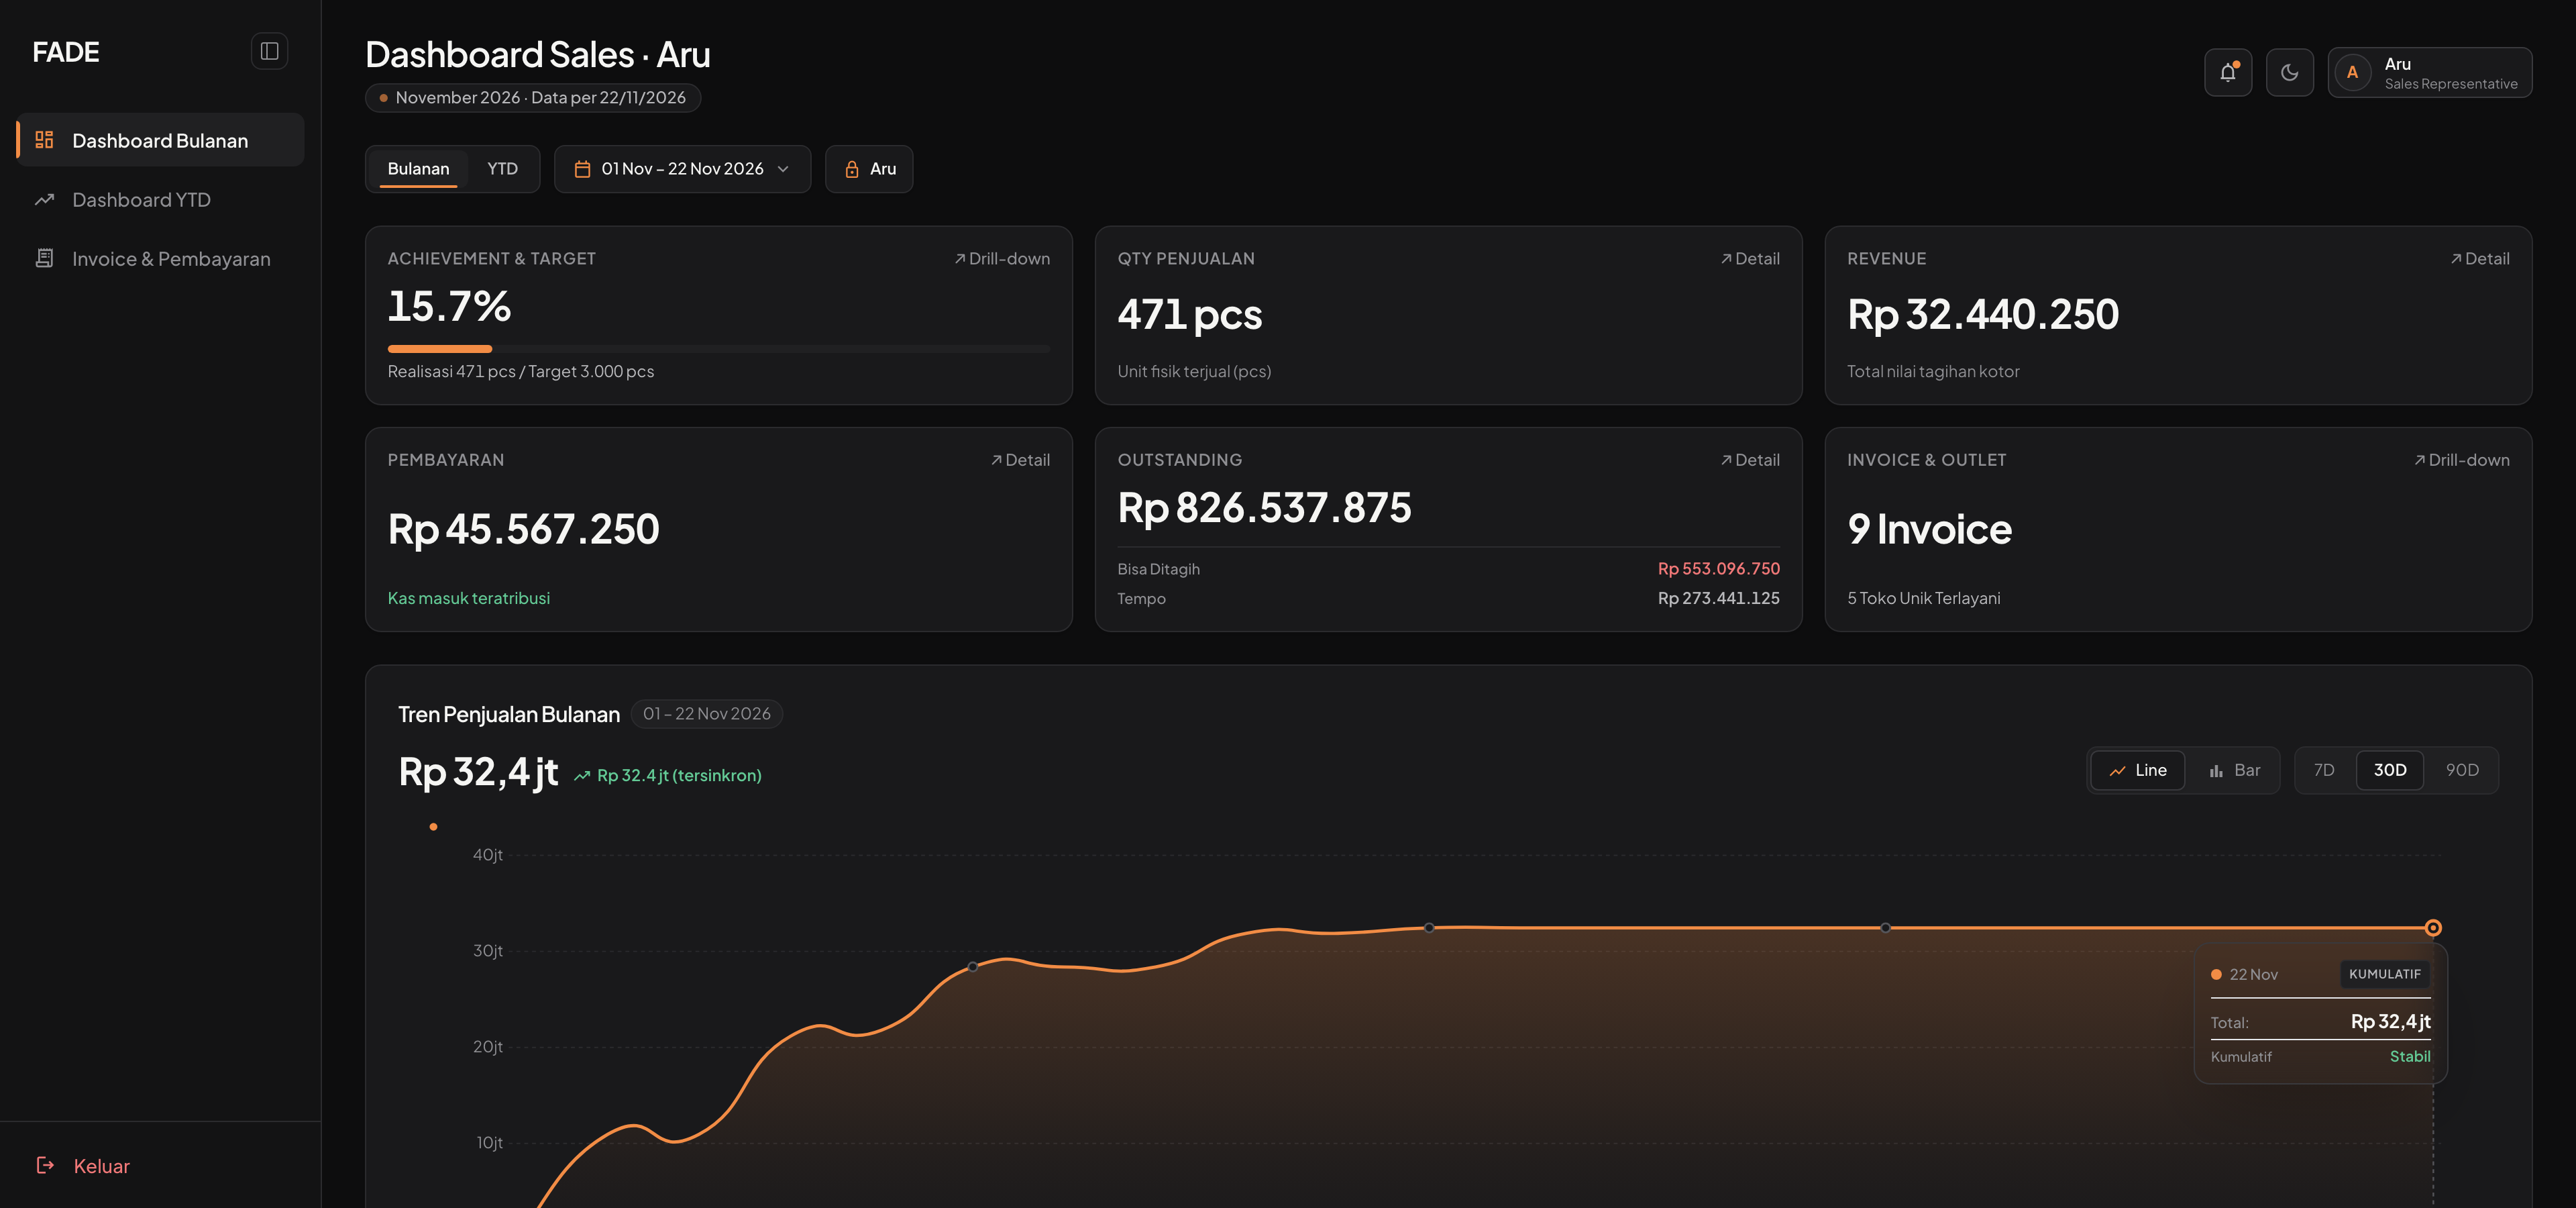 FADE
Dashboard Bulanan
Dashboard YTD
Invoice & Pembayaran
Keluar
Dashboard Sales · Aru
November 2026 · Data per 22/11/2026
A
Aru
Sales Representative
Bulanan YTD 01 Nov – 22 Nov 2026 Aru
ACHIEVEMENT & TARGET Drill-down
15.7%
Realisasi 471 pcs / Target 3.000 pcs
QTY PENJUALAN Detail
471 pcs
Unit fisik terjual (pcs)
REVENUE Detail
Rp 32.440.250
Total nilai tagihan kotor
PEMBAYARAN Detail
Rp 45.567.250
Kas masuk teratribusi
OUTSTANDING Detail
Rp 826.537.875
Bisa Ditagih Rp 553.096.750
Tempo Rp 273.441.125
INVOICE & OUTLET Drill-down
9 Invoice
5 Toko Unik Terlayani
Tren Penjualan Bulanan 01 – 22 Nov 2026
Rp 32,4 jt Rp 32.4 jt (tersinkron)
Line Bar 7D 30D 90D
40jt
30jt
20jt
10jt
22 Nov KUMULATIF
Total: Rp 32,4 jt
Kumulatif Stabil